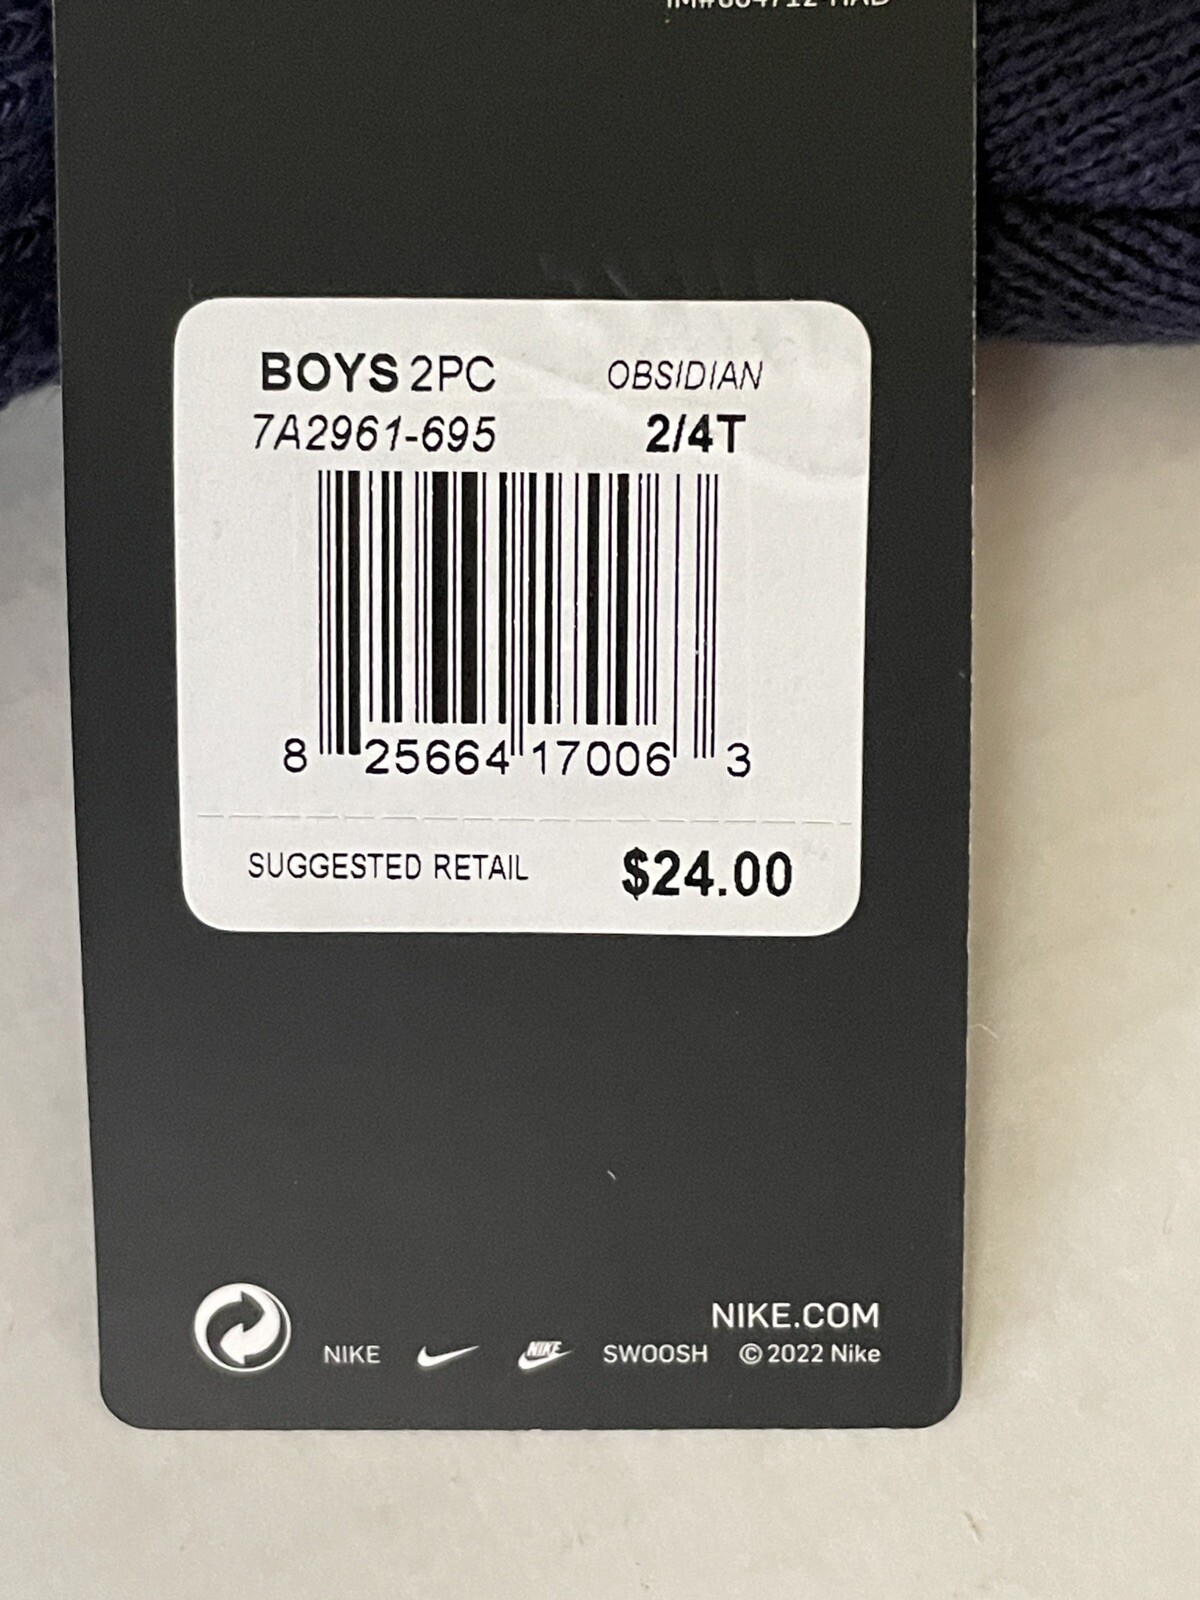 BOYS 2PC OBSIDIAN
7A2961-695 2/4T
8 25664 17006 3
SUGGESTED RETAIL $24.00
NIKE.COM
NIKE NIKE SWOOSH © 2022 Nike